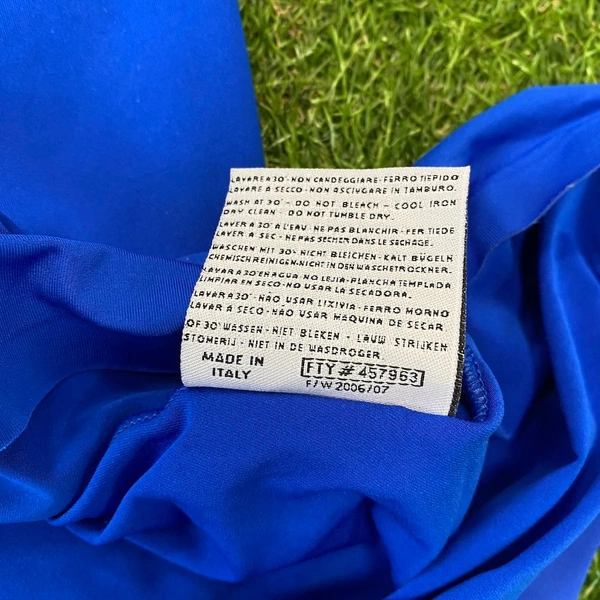 LAVARE A 30°-NON CANDEGGIARE-FERRO TIEPIDO
LAVARE A SECCO-NON ASCIUGARE IN TAMBURO.
WASH AT 30° - DO NOT BLEACH - COOL IRON
DRY CLEAN - DO NOT TUMBLE DRY.
LAVER A 30° A L'EAU-NE PAS BLANCHIR-FER TIEDE
LAVER A SEC - NE PAS SECHER DANS LE SECHAGE.
WASCHEN MIT 30°-NICHT BLEICHEN-KALT BÜGELN
CHEMISCH REINIGEN-NICHT IN DEN WASCHETROCKNER.
LAVAR A 30° EN AGUA-NO LEJIA-PLANCHA TEMPLADA
LIMPIAR EN SECO-NO USAR LA SECADORA.
LAVAR A 30°-NÃO USAR LIXIVIA-FERRO MORNO
LAVAR A SECO-NÃO USAR MAQUINA DE SECAR
OF 30° WASSEN-NIET BLEKEN - LAUW STRIJKEN
STOMERIJ-NIET IN DE WASDROGER
MADE IN
ITALY
FTY # 457963
F/W 2006/07